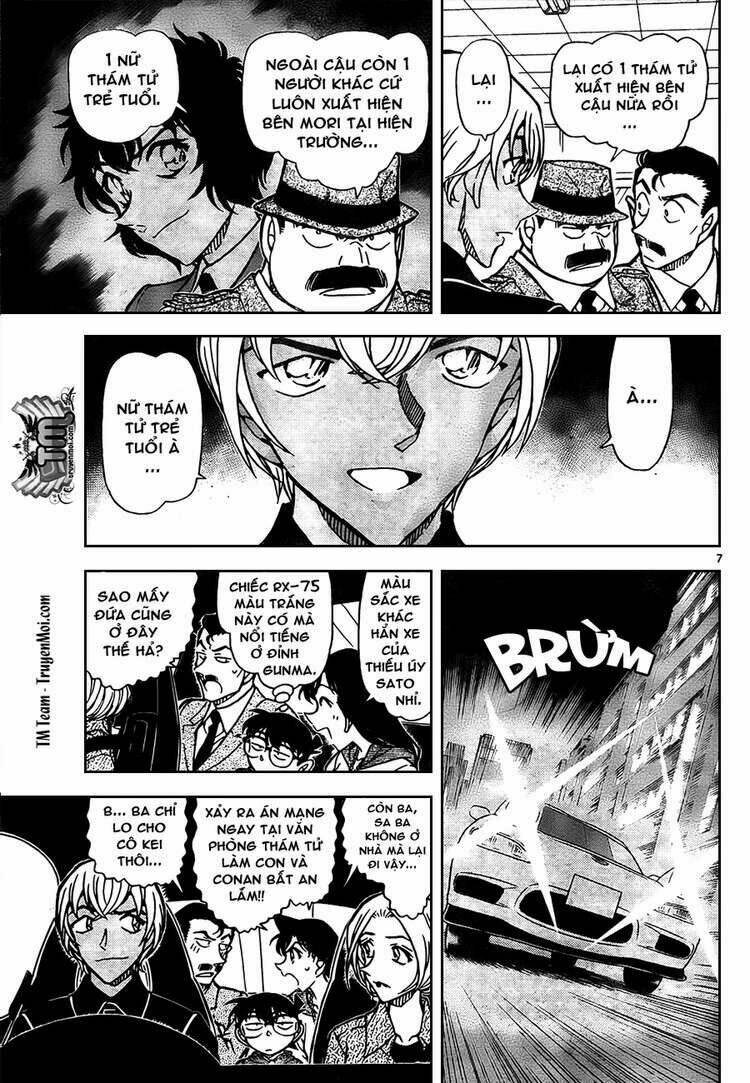 LẠI CÓ 1 THÁM TỬ
XUẤT HIỆN BÊN
CẬU NỮA RỒI
...
LẠI
...
NGOÀI CẬU CÒN 1
NGƯỜI KHÁC CỨ
LUÔN XUẤT HIỆN
BÊN MORI TẠI HIỆN
TRƯỜNG...
1 NỮ
THÁM TỬ
TRẺ TUỔI.
À...
NỮ THÁM
TỬ TRẺ
TUỔI À
...
7
BRỪM
MÀU
SẮC XE
KHÁC
HẲN XE
CỦA
THIẾU ÚY
SATO
NHỈ.
CHIẾC RX-75
MÀU TRẮNG
NÀY CÓ MÀ
NỔI TIẾNG
Ở ĐỈNH
GUNMA.
SAO MẤY
ĐỨA CŨNG
Ở ĐÂY
THẾ HẢ?
CÒN BA,
SA BA
KHÔNG Ở
NHÀ MÀ LẠI
ĐI VẬY...
XẢY RA ÁN MẠNG
NGAY TẠI VĂN
PHÒNG THÁM TỬ
LÀM CON VÀ
CONAN BẤT AN
LẮM!!
B... BA CHỈ
LO CHO
CÔ KEI
THÔI...
TM
truyenmoi.com
TM Team - TruyenMoi.com